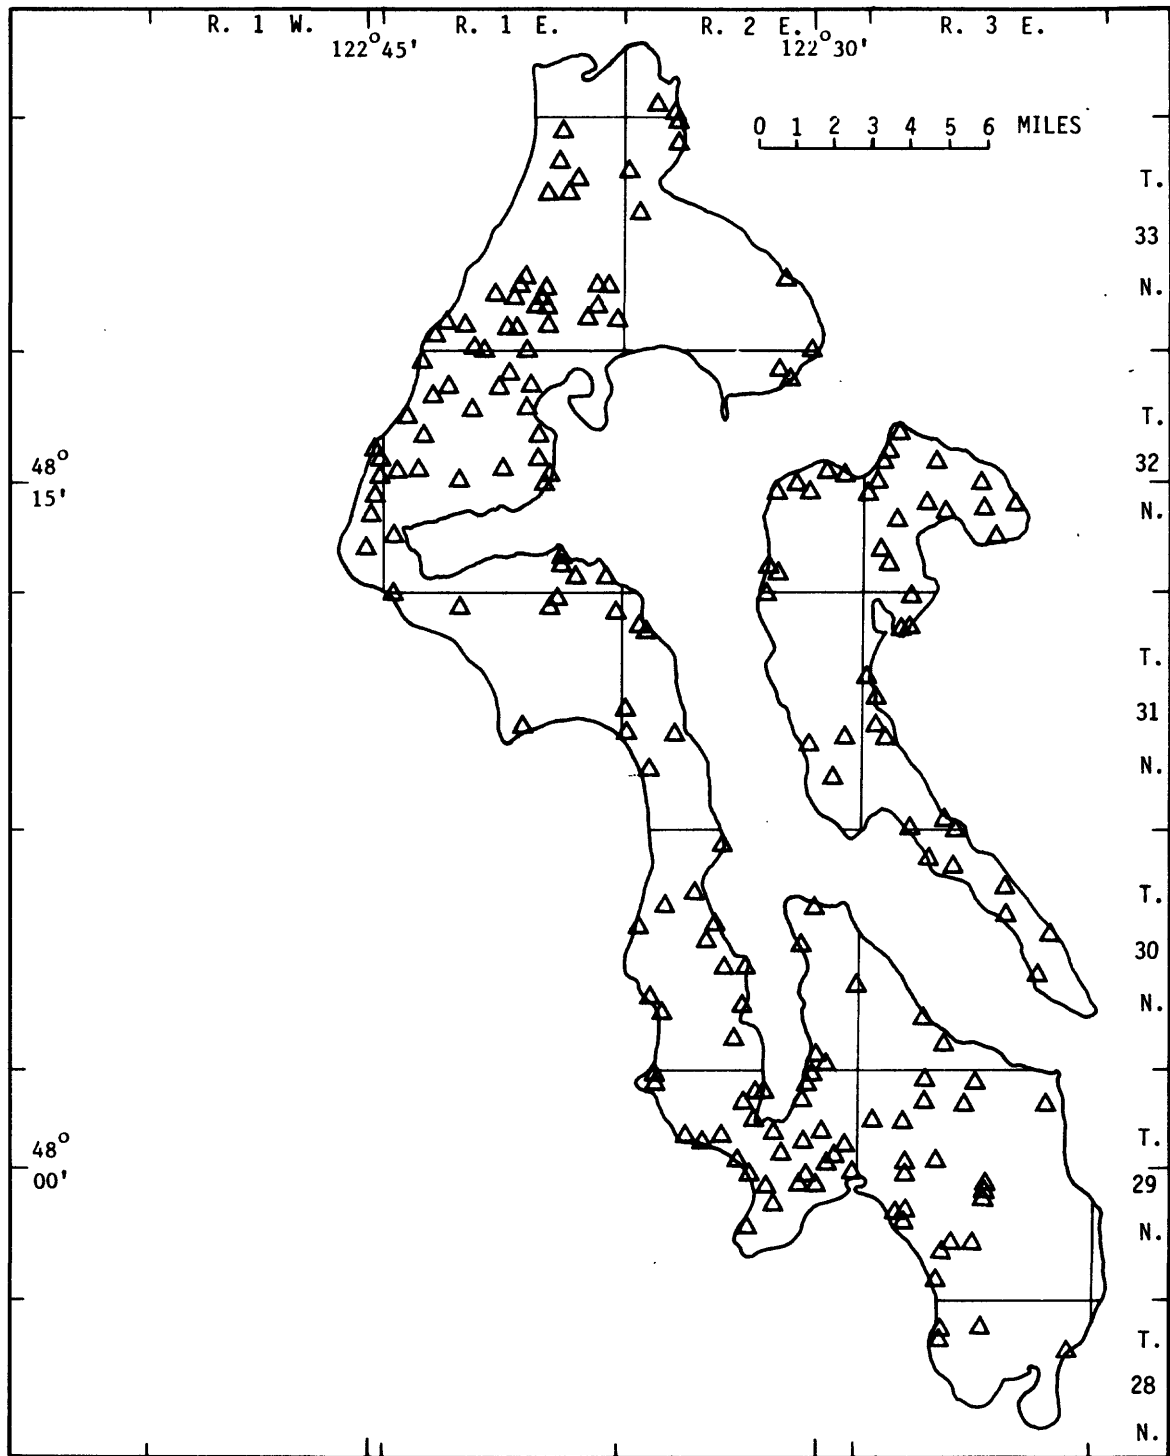 R. 1 W.
R. 1 E.
R. 2 E.
R. 3 E.
122°45'
122°30'
0 1 2 3 4 5 6 MILES
T.
33
N.
T.
32
N.
48°
15'
T.
31
N.
T.
30
N.
48°
00'
T.
29
N.
T.
28
N.